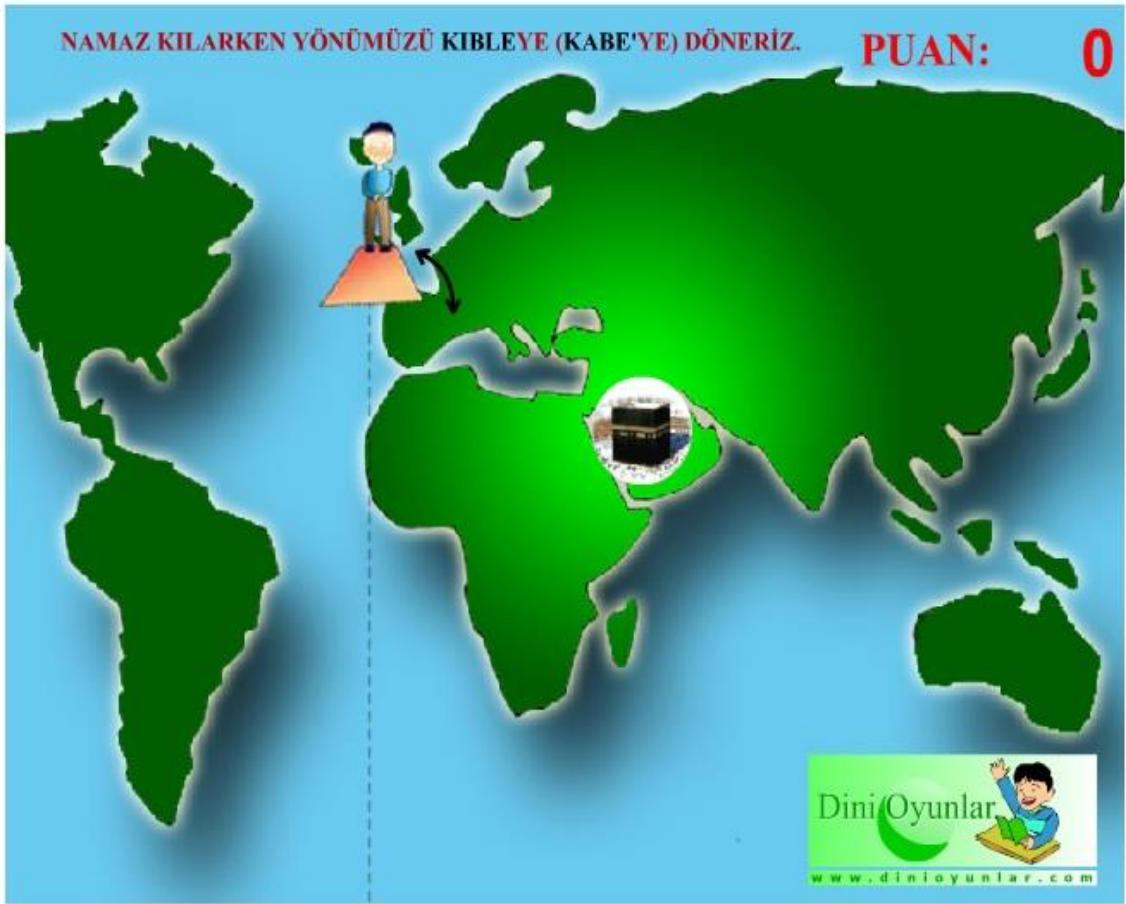 NAMAZ KILARKEN YÖNÜMÜZÜ KIBLEYE (KABE'YE) DÖNERİZ.
PUAN: 0
Dini Oyunlar
www.dinioyunlar.com